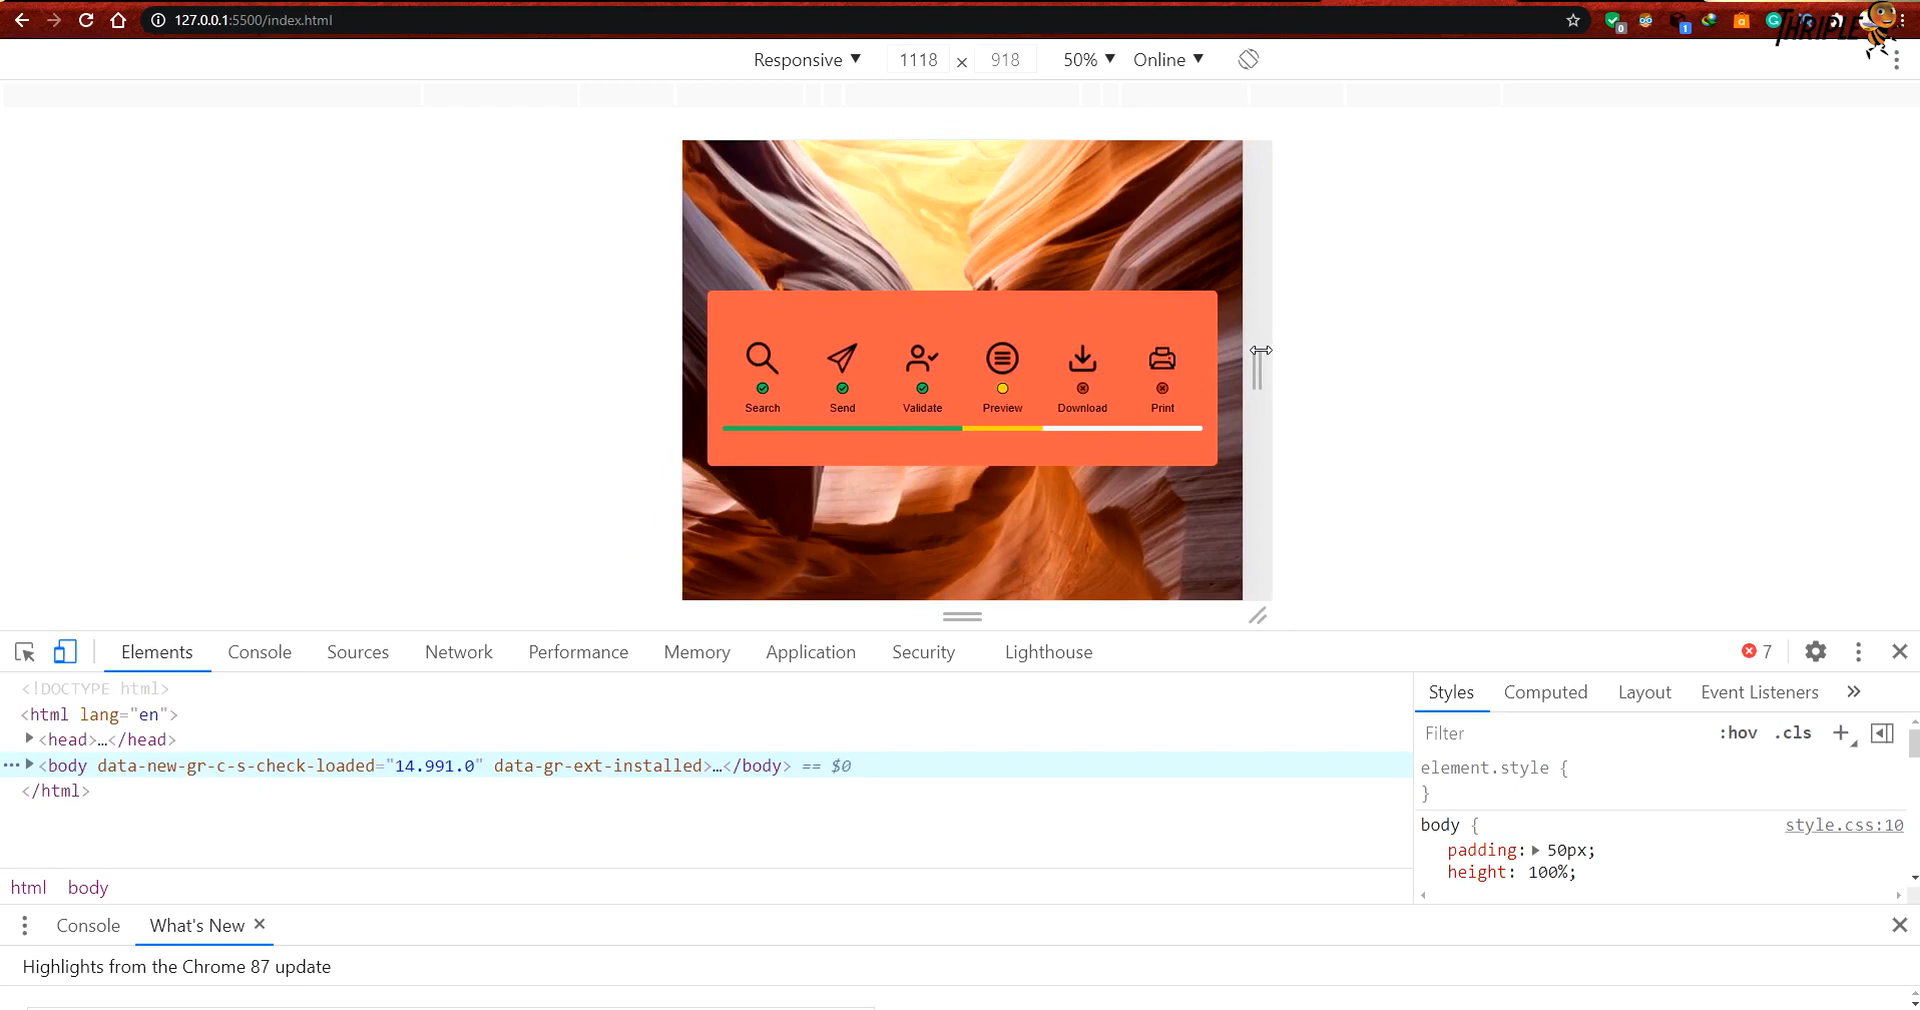 127.0.0.1:5500/index.html
0
1
THRIPLE
Responsive ▼ 1118 × 918 50% ▼ Online ▼
Search Send Validate Preview Download Print
Elements Console Sources Network Performance Memory Application Security Lighthouse 7
<!DOCTYPE html>
<html lang="en">
<head>…</head>
<body data-new-gr-c-s-check-loaded="14.991.0" data-gr-ext-installed>…</body> == $0
</html>
html body
Styles Computed Layout Event Listeners »
Filter :hov .cls +
element.style {
}
body { style.css:10
padding: 50px;
height: 100%;
Console What's New
Highlights from the Chrome 87 update